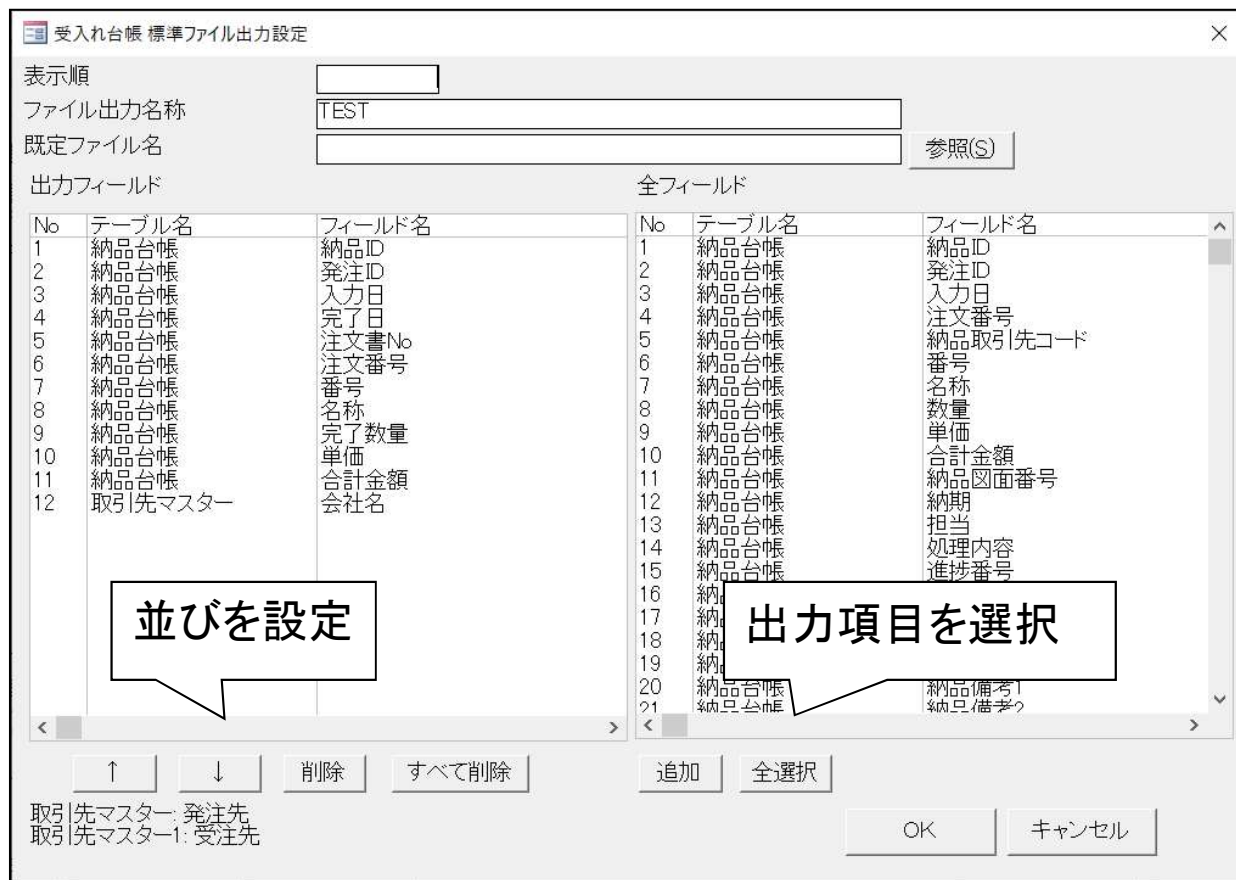 受入れ台帳 標準ファイル出力設定
表示順
ファイル出力名称 TEST
既定ファイル名 参照(S)
出力フィールド
No テーブル名 フィールド名
1 納品台帳 納品ID
2 納品台帳 発注ID
3 納品台帳 入力日
4 納品台帳 完了日
5 納品台帳 注文書No
6 納品台帳 注文番号
7 納品台帳 番号
8 納品台帳 名称
9 納品台帳 完了数量
10 納品台帳 単価
11 納品台帳 合計金額
12 取引先マスター 会社名
並びを設定
↑ ↓ 削除 すべて削除
全フィールド
No テーブル名 フィールド名
1 納品台帳 納品ID
2 納品台帳 発注ID
3 納品台帳 入力日
4 納品台帳 注文番号
5 納品台帳 納品取引先コード
6 納品台帳 番号
7 納品台帳 名称
8 納品台帳 数量
9 納品台帳 単価
10 納品台帳 合計金額
11 納品台帳 納品図面番号
12 納品台帳 納期
13 納品台帳 担当
14 納品台帳 処理内容
15 納品台帳 進捗番号
16 納
17 納
18 納
19 納
20 納品台帳 納品備考1
21 納品台帳 納品備考2
出力項目を選択
追加 全選択
取引先マスター: 発注先
取引先マスター1: 受注先
OK キャンセル